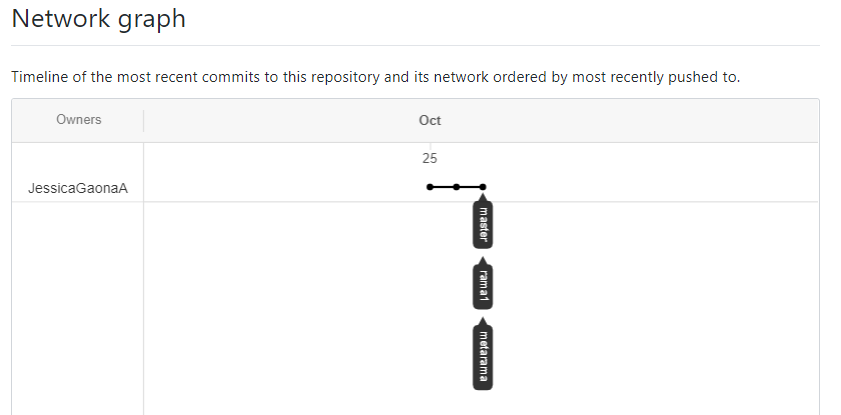 Network graph
Timeline of the most recent commits to this repository and its network ordered by most recently pushed to.
Owners
Oct
25
JessicaGaonaA
master
rama1
metarama